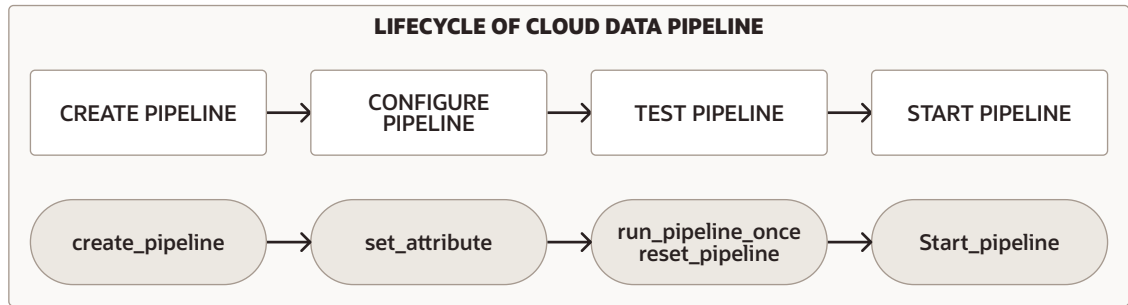 LIFECYCLE OF CLOUD DATA PIPELINE
CREATE PIPELINE
CONFIGURE
PIPELINE
TEST PIPELINE
START PIPELINE
create_pipeline
set_attribute
run_pipeline_once
reset_pipeline
Start_pipeline